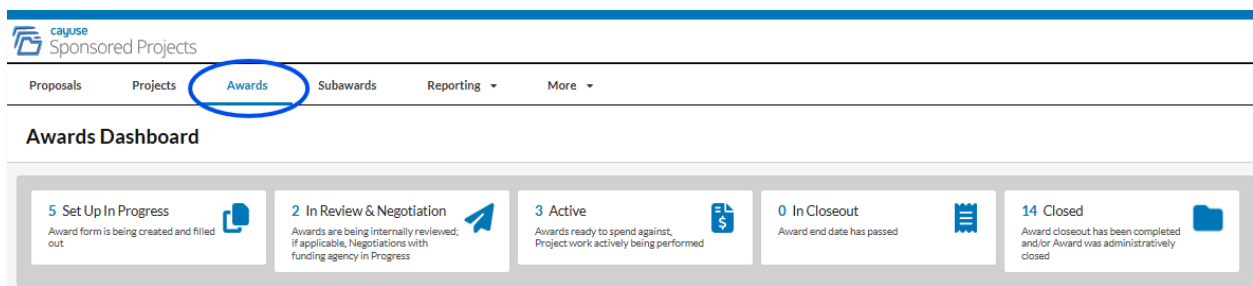 cayuse
Sponsored Projects
Proposals Projects Awards Subawards Reporting More
Awards Dashboard
5 Set Up In Progress
Award form is being created and filled
out
2 In Review & Negotiation
Awards are being internally reviewed;
if applicable, Negotiations with
funding agency in Progress
3 Active
Awards ready to spend against,
Project work actively being performed
0 In Closeout
Award end date has passed
14 Closed
Award closeout has been completed
and/or Award was administratively
closed